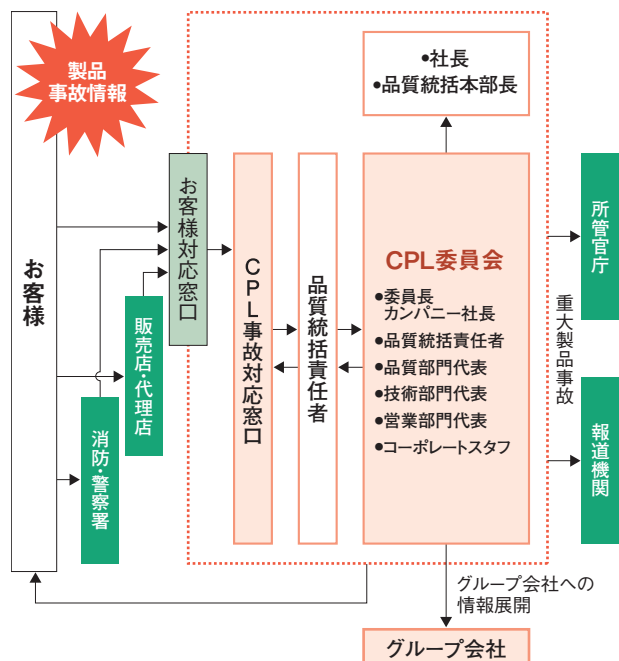 製品
事故情報
●社長
●品質統括本部長
お客様
お客様対応窓口
販売店・代理店
消防・警察署
CPL事故対応窓口
品質統括責任者
CPL委員会
●委員長
カンパニー社長
●品質統括責任者
●品質部門代表
●技術部門代表
●営業部門代表
●コーポレートスタッフ
重大製品事故
所管官庁
報道機関
グループ会社への
情報展開
グループ会社